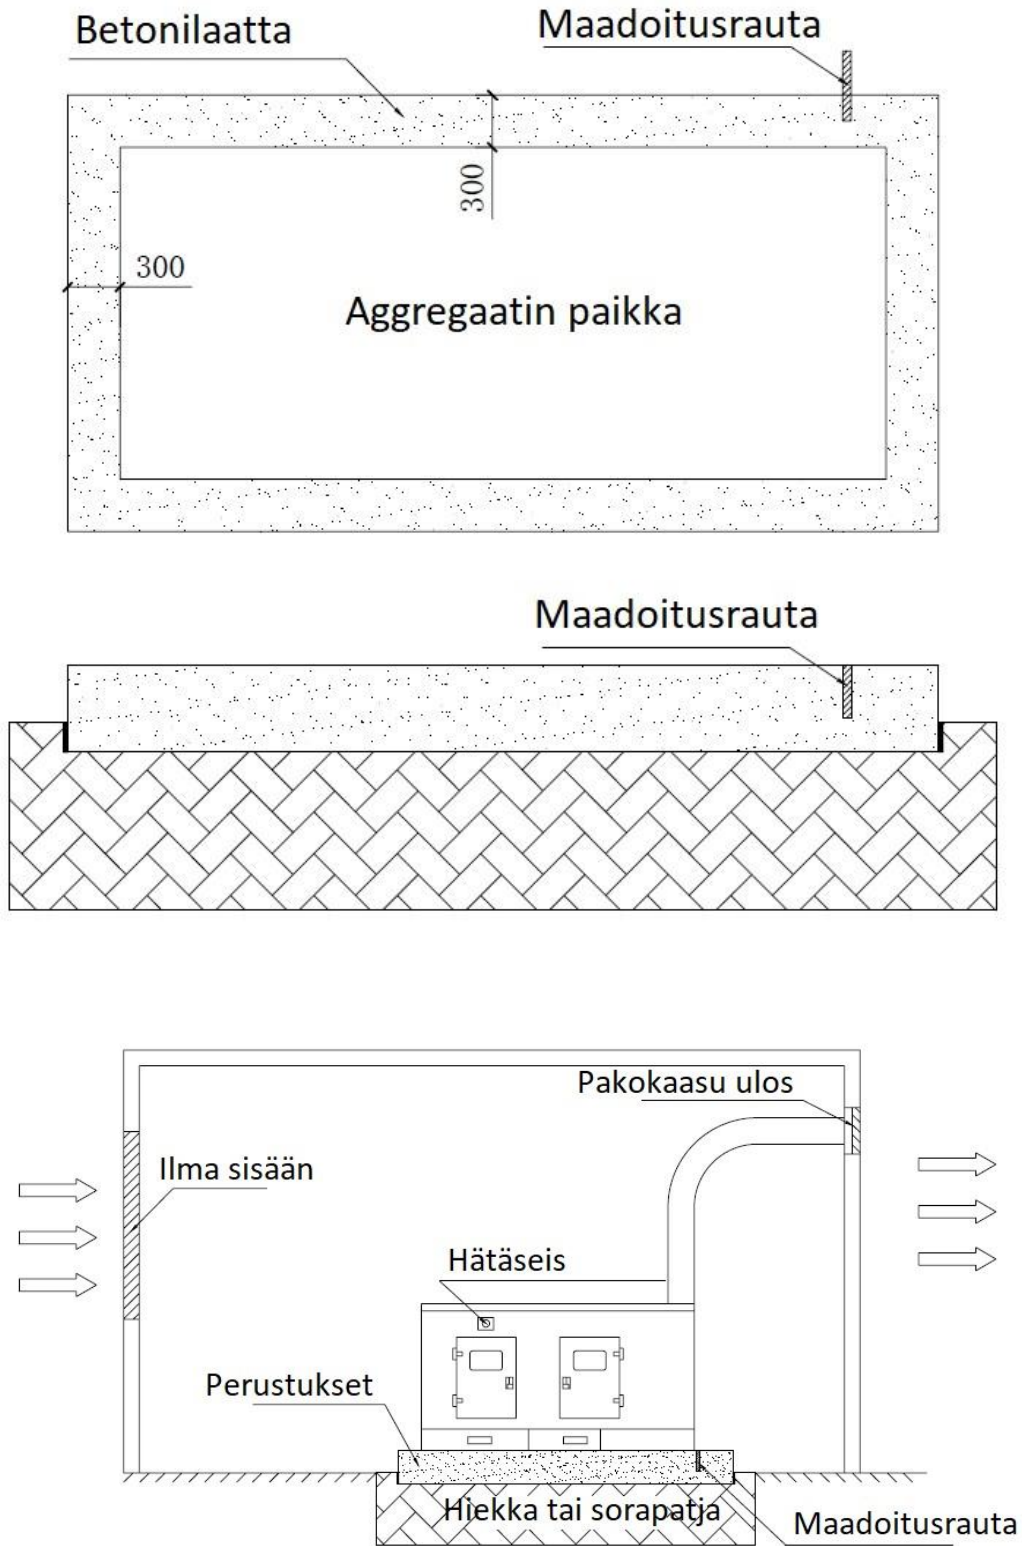 Betonilaatta
Maadoitusrauta
300
300
Aggregaatin paikka
Maadoitusrauta
Pakokaasu ulos
Ilma sisään
Hätäseis
Perustukset
Hiekka tai sorapatja
Maadoitusrauta